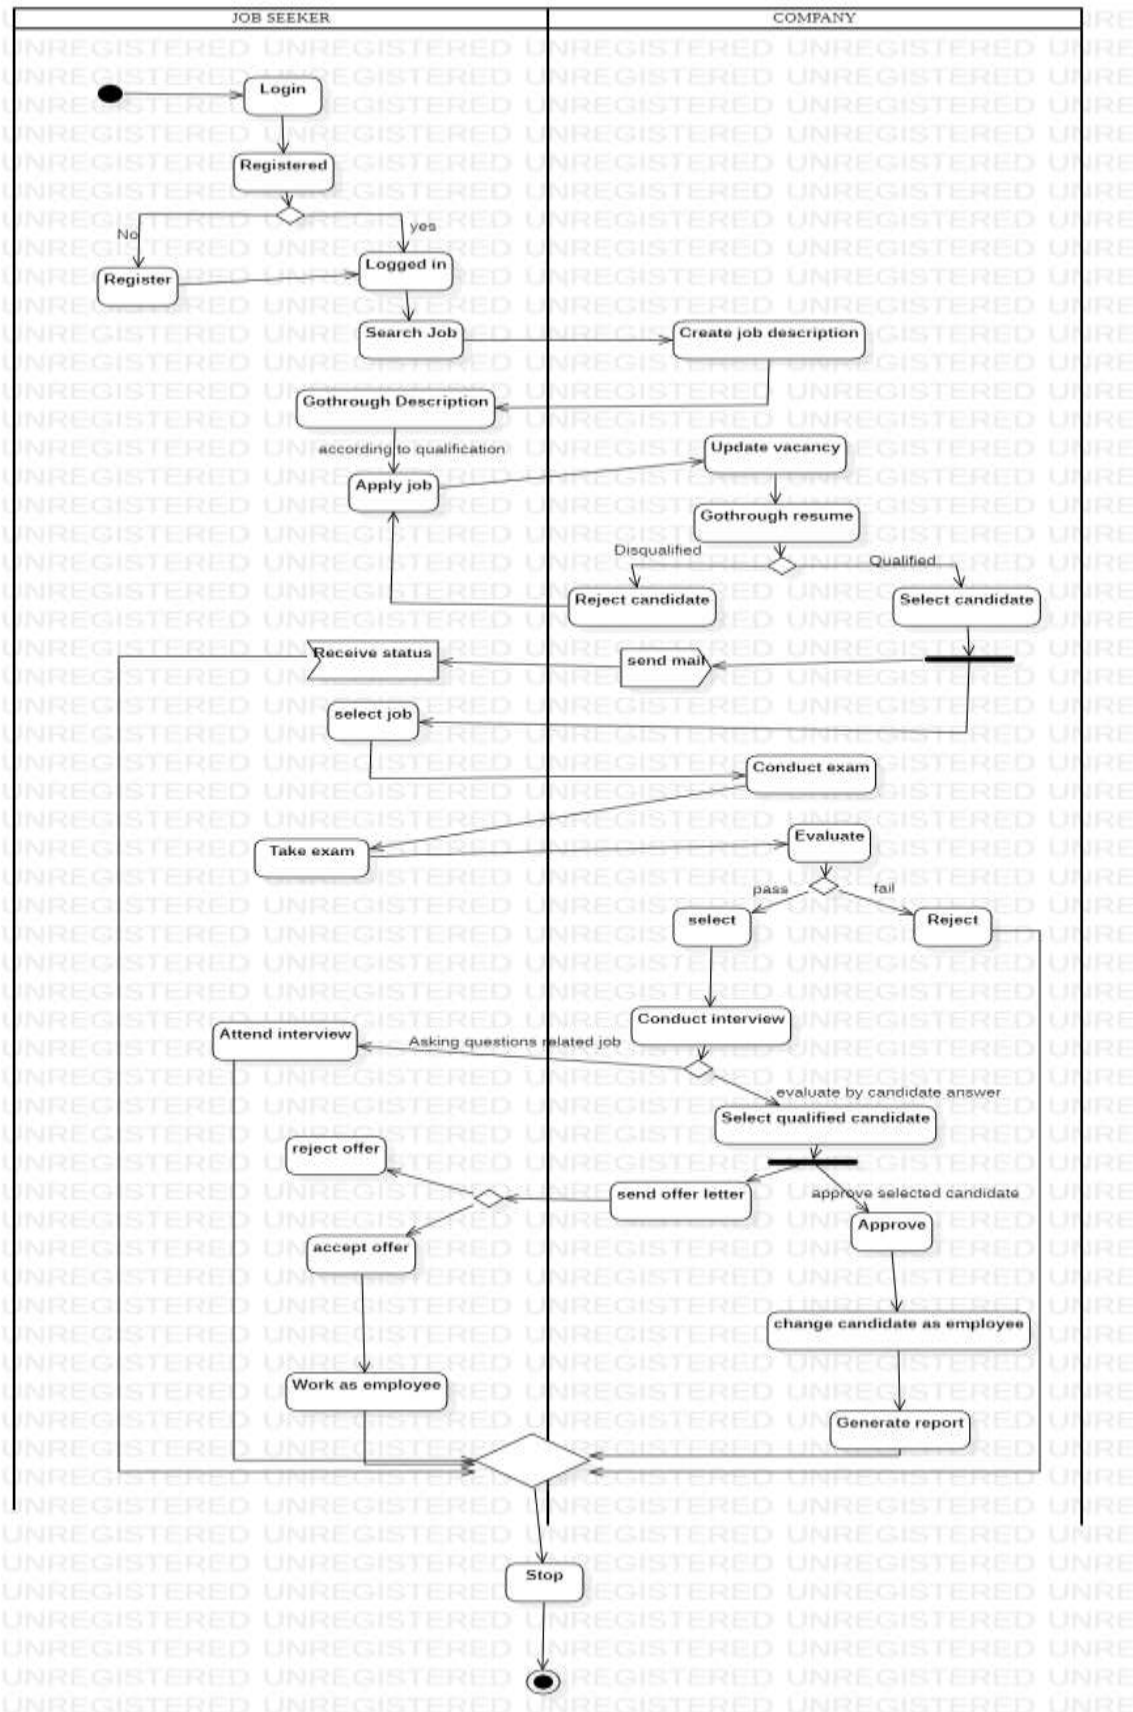 JOB SEEKER
COMPANY
Login
Registered
No
yes
Logged in
Register
Search Job
Create job description
Gothrough Description
according to qualification
Update vacancy
Apply job
Gothrough resume
Disqualified
Qualified
Reject candidate
Select candidate
Receive status
send mail
select job
Conduct exam
Evaluate
Take exam
pass
fail
select
Reject
Conduct interview
Attend interview
Asking questions related job
evaluate by candidate answer
Select qualified candidate
reject offer
send offer letter
approve selected candidate
Approve
accept offer
change candidate as employee
Work as employee
Generate report
Stop
UNREGISTERED